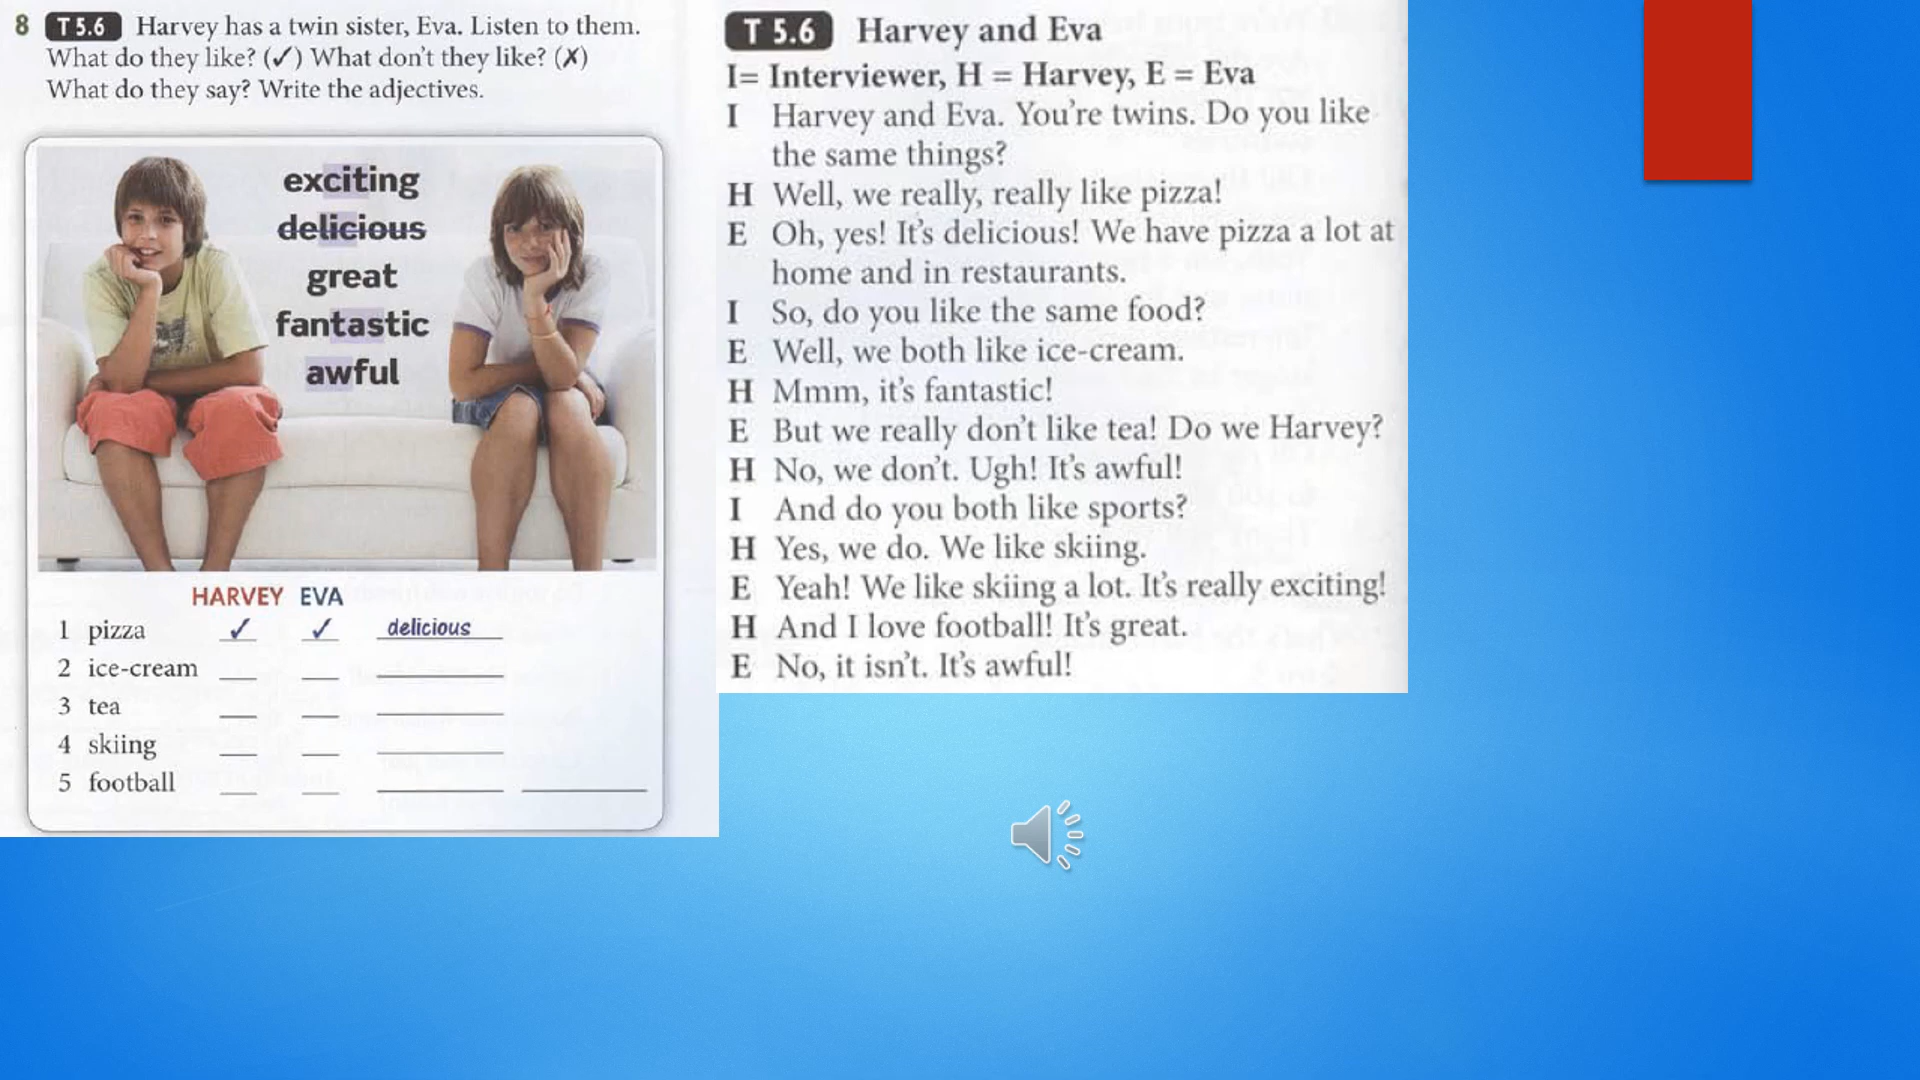 8 T 5.6 Harvey has a twin sister, Eva. Listen to them.
What do they like? (✓) What don't they like? (✗)
What do they say? Write the adjectives.
exciting
delicious
great
fantastic
awful
HARVEY EVA
1 pizza ✓ ✓ delicious
2 ice-cream
3 tea
4 skiing
5 football
T 5.6 Harvey and Eva
I= Interviewer, H = Harvey, E = Eva
I Harvey and Eva. You're twins. Do you like
the same things?
H Well, we really, really like pizza!
E Oh, yes! It's delicious! We have pizza a lot at
home and in restaurants.
I So, do you like the same food?
E Well, we both like ice-cream.
H Mmm, it's fantastic!
E But we really don't like tea! Do we Harvey?
H No, we don't. Ugh! It's awful!
I And do you both like sports?
H Yes, we do. We like skiing.
E Yeah! We like skiing a lot. It's really exciting!
H And I love football! It's great.
E No, it isn't. It's awful!